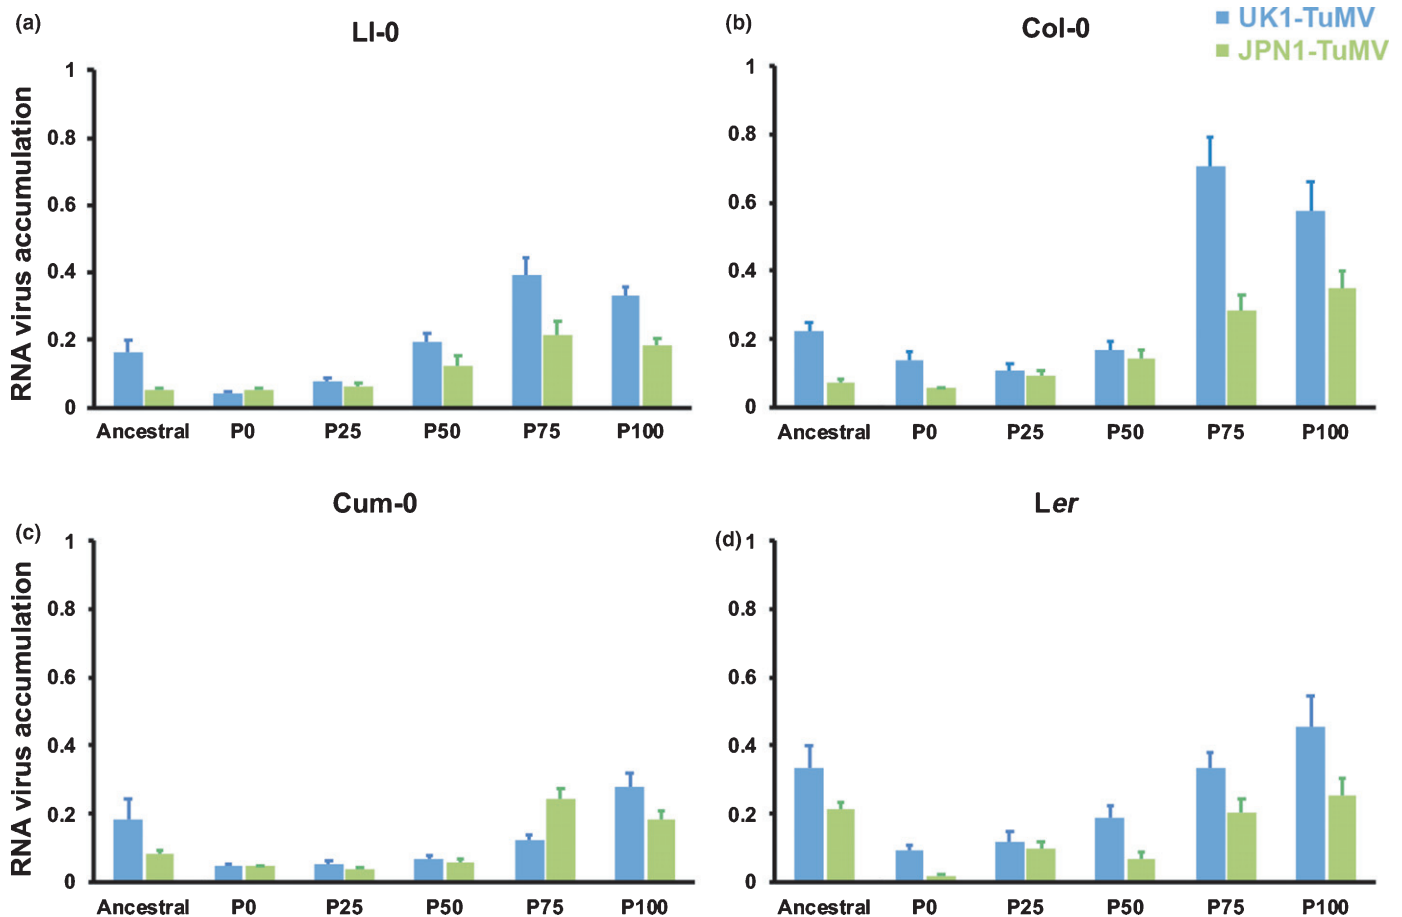 (a)
Ll-0
RNA virus accumulation
1
0.8
0.6
0.4
0.2
0
Ancestral P0 P25 P50 P75 P100
(b)
Col-0
UK1-TuMV
JPN1-TuMV
1
0.8
0.6
0.4
0.2
0
Ancestral P0 P25 P50 P75 P100
(c)
Cum-0
RNA virus accumulation
1
0.8
0.6
0.4
0.2
0
Ancestral P0 P25 P50 P75 P100
(d)
Ler
1
0.8
0.6
0.4
0.2
0
Ancestral P0 P25 P50 P75 P100